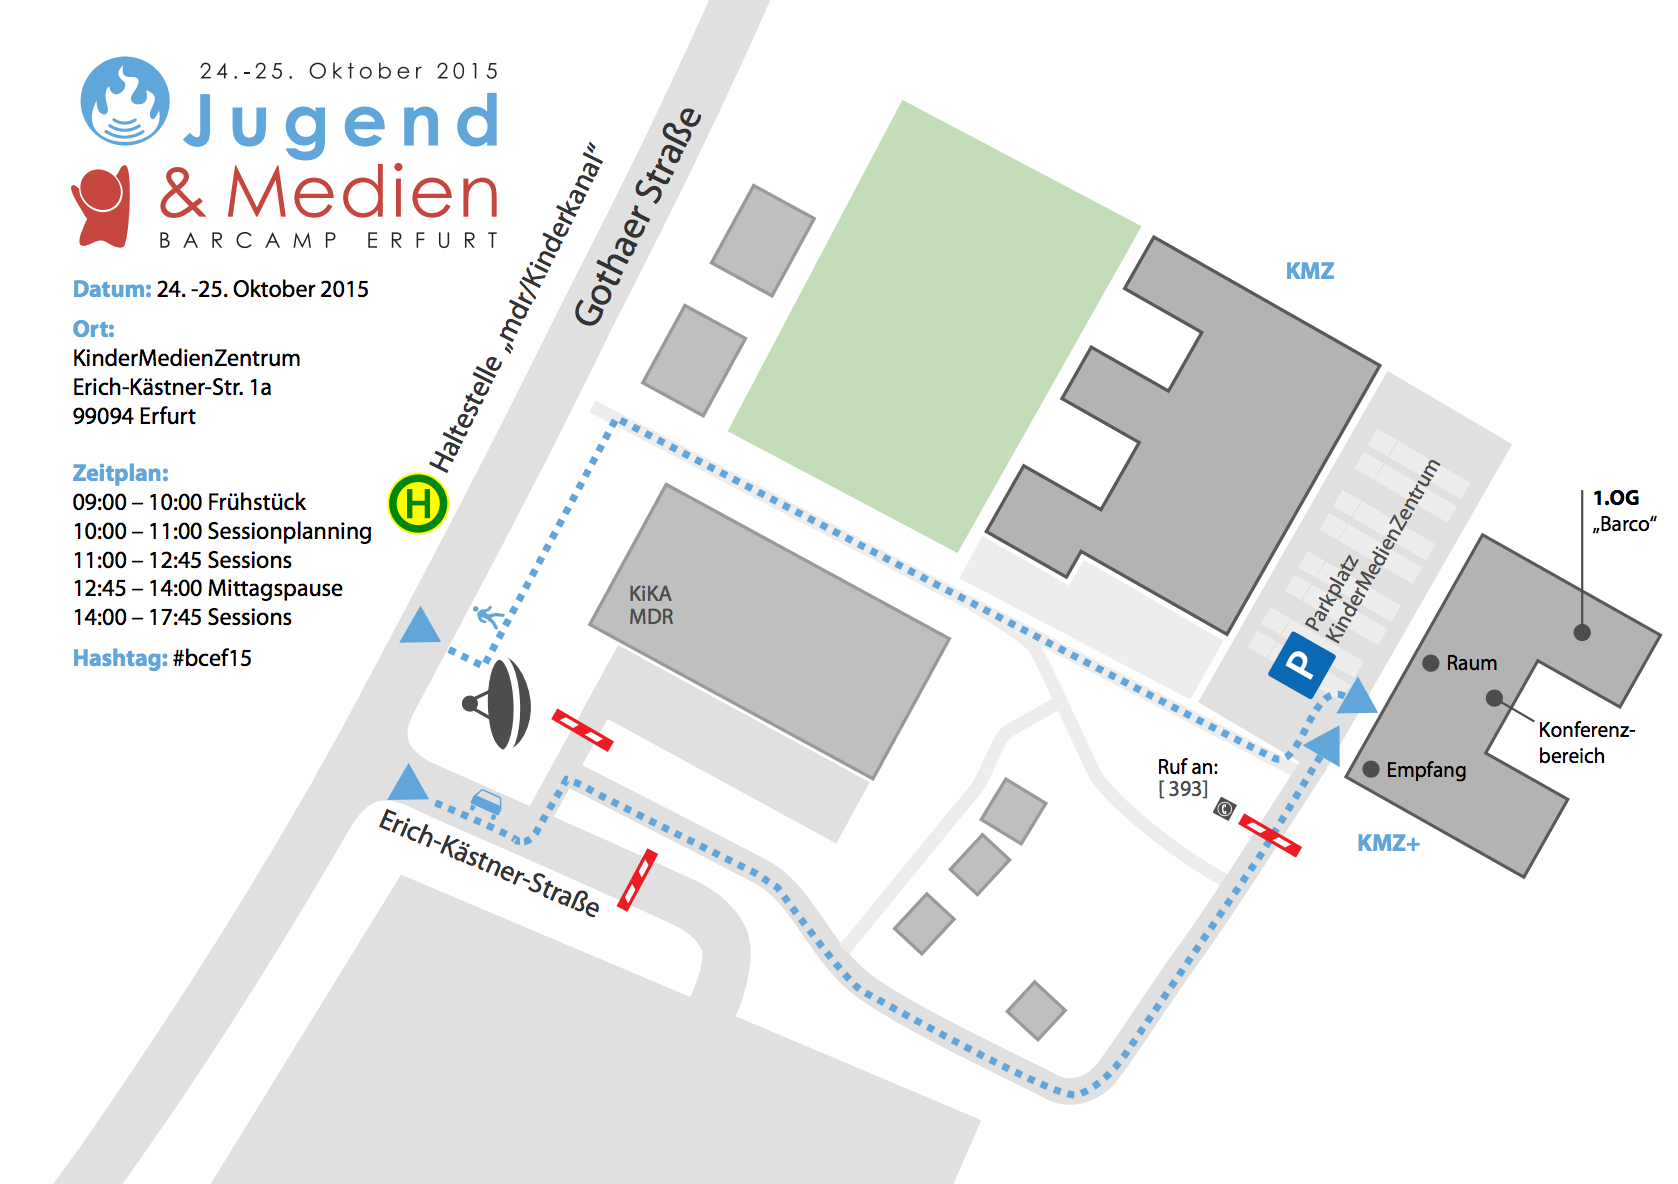 24.-25. Oktober 2015
Jugend
& Medien
BARCAMP ERFURT
Datum: 24. -25. Oktober 2015
Ort:
KinderMedienZentrum
Erich-Kästner-Str. 1a
99094 Erfurt
Zeitplan:
09:00 – 10:00 Frühstück
10:00 – 11:00 Sessionplanning
11:00 – 12:45 Sessions
12:45 – 14:00 Mittagspause
14:00 – 17:45 Sessions
Hashtag: #bcef15
H
Haltestelle „mdr/Kinderkanal“
Gothaer Straße
KiKA
MDR
Erich-Kästner-Straße
KMZ
Parkplatz
KinderMedienZentrum
P
1.OG
„Barco“
Raum
Konferenz-
bereich
Empfang
Ruf an:
[ 393]
KMZ+